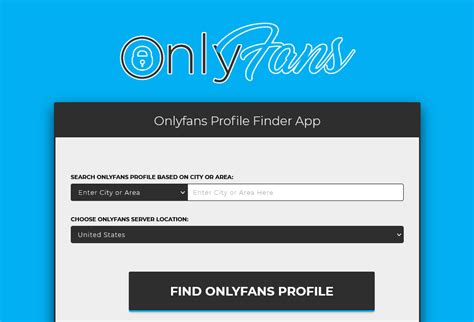 OnlyFans
Onlyfans Profile Finder App
SEARCH ONLYFANS PROFILE BASED ON CITY OR AREA:
Enter City or Area Enter City or Area Here
CHOOSE ONLYFANS SERVER LOCATION:
United States
FIND ONLYFANS PROFILE